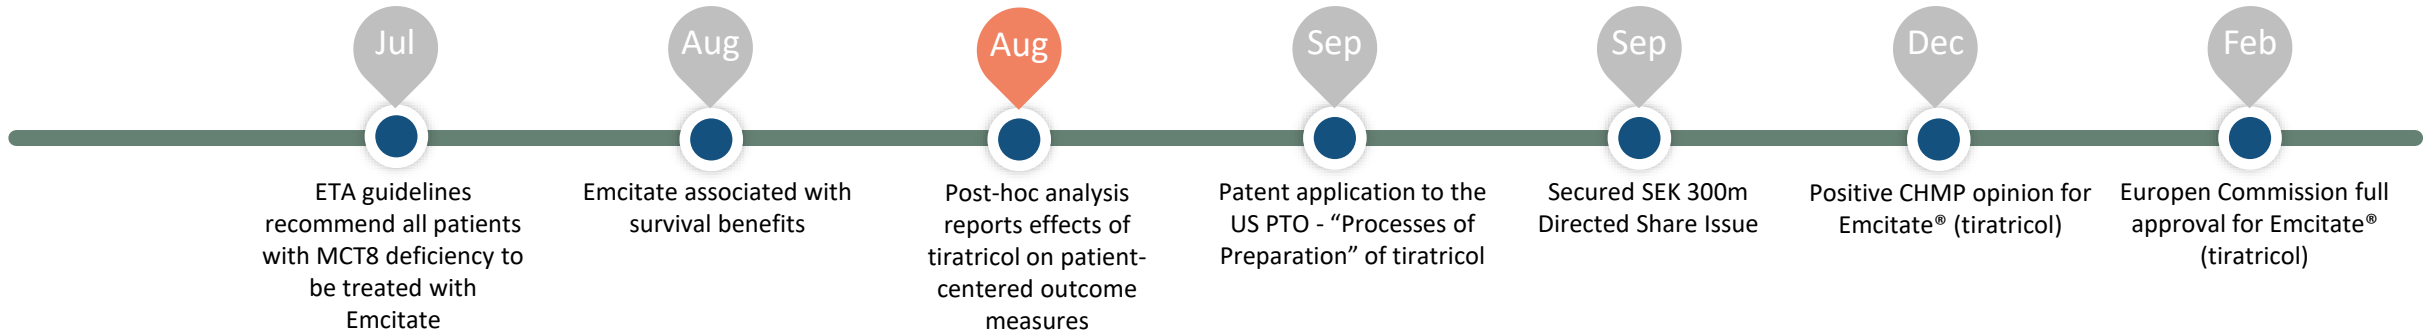 Jul
ETA guidelines
recommend all patients
with MCT8 deficiency to
be treated with
Emcitate
Aug
Emcitate associated with
survival benefits
Aug
Post-hoc analysis
reports effects of
tiratricol on patient-
centered outcome
measures
Sep
Patent application to the
US PTO - “Processes of
Preparation” of tiratricol
Sep
Secured SEK 300m
Directed Share Issue
Dec
Positive CHMP opinion for
Emcitate® (tiratricol)
Feb
Europen Commission full
approval for Emcitate®
(tiratricol)